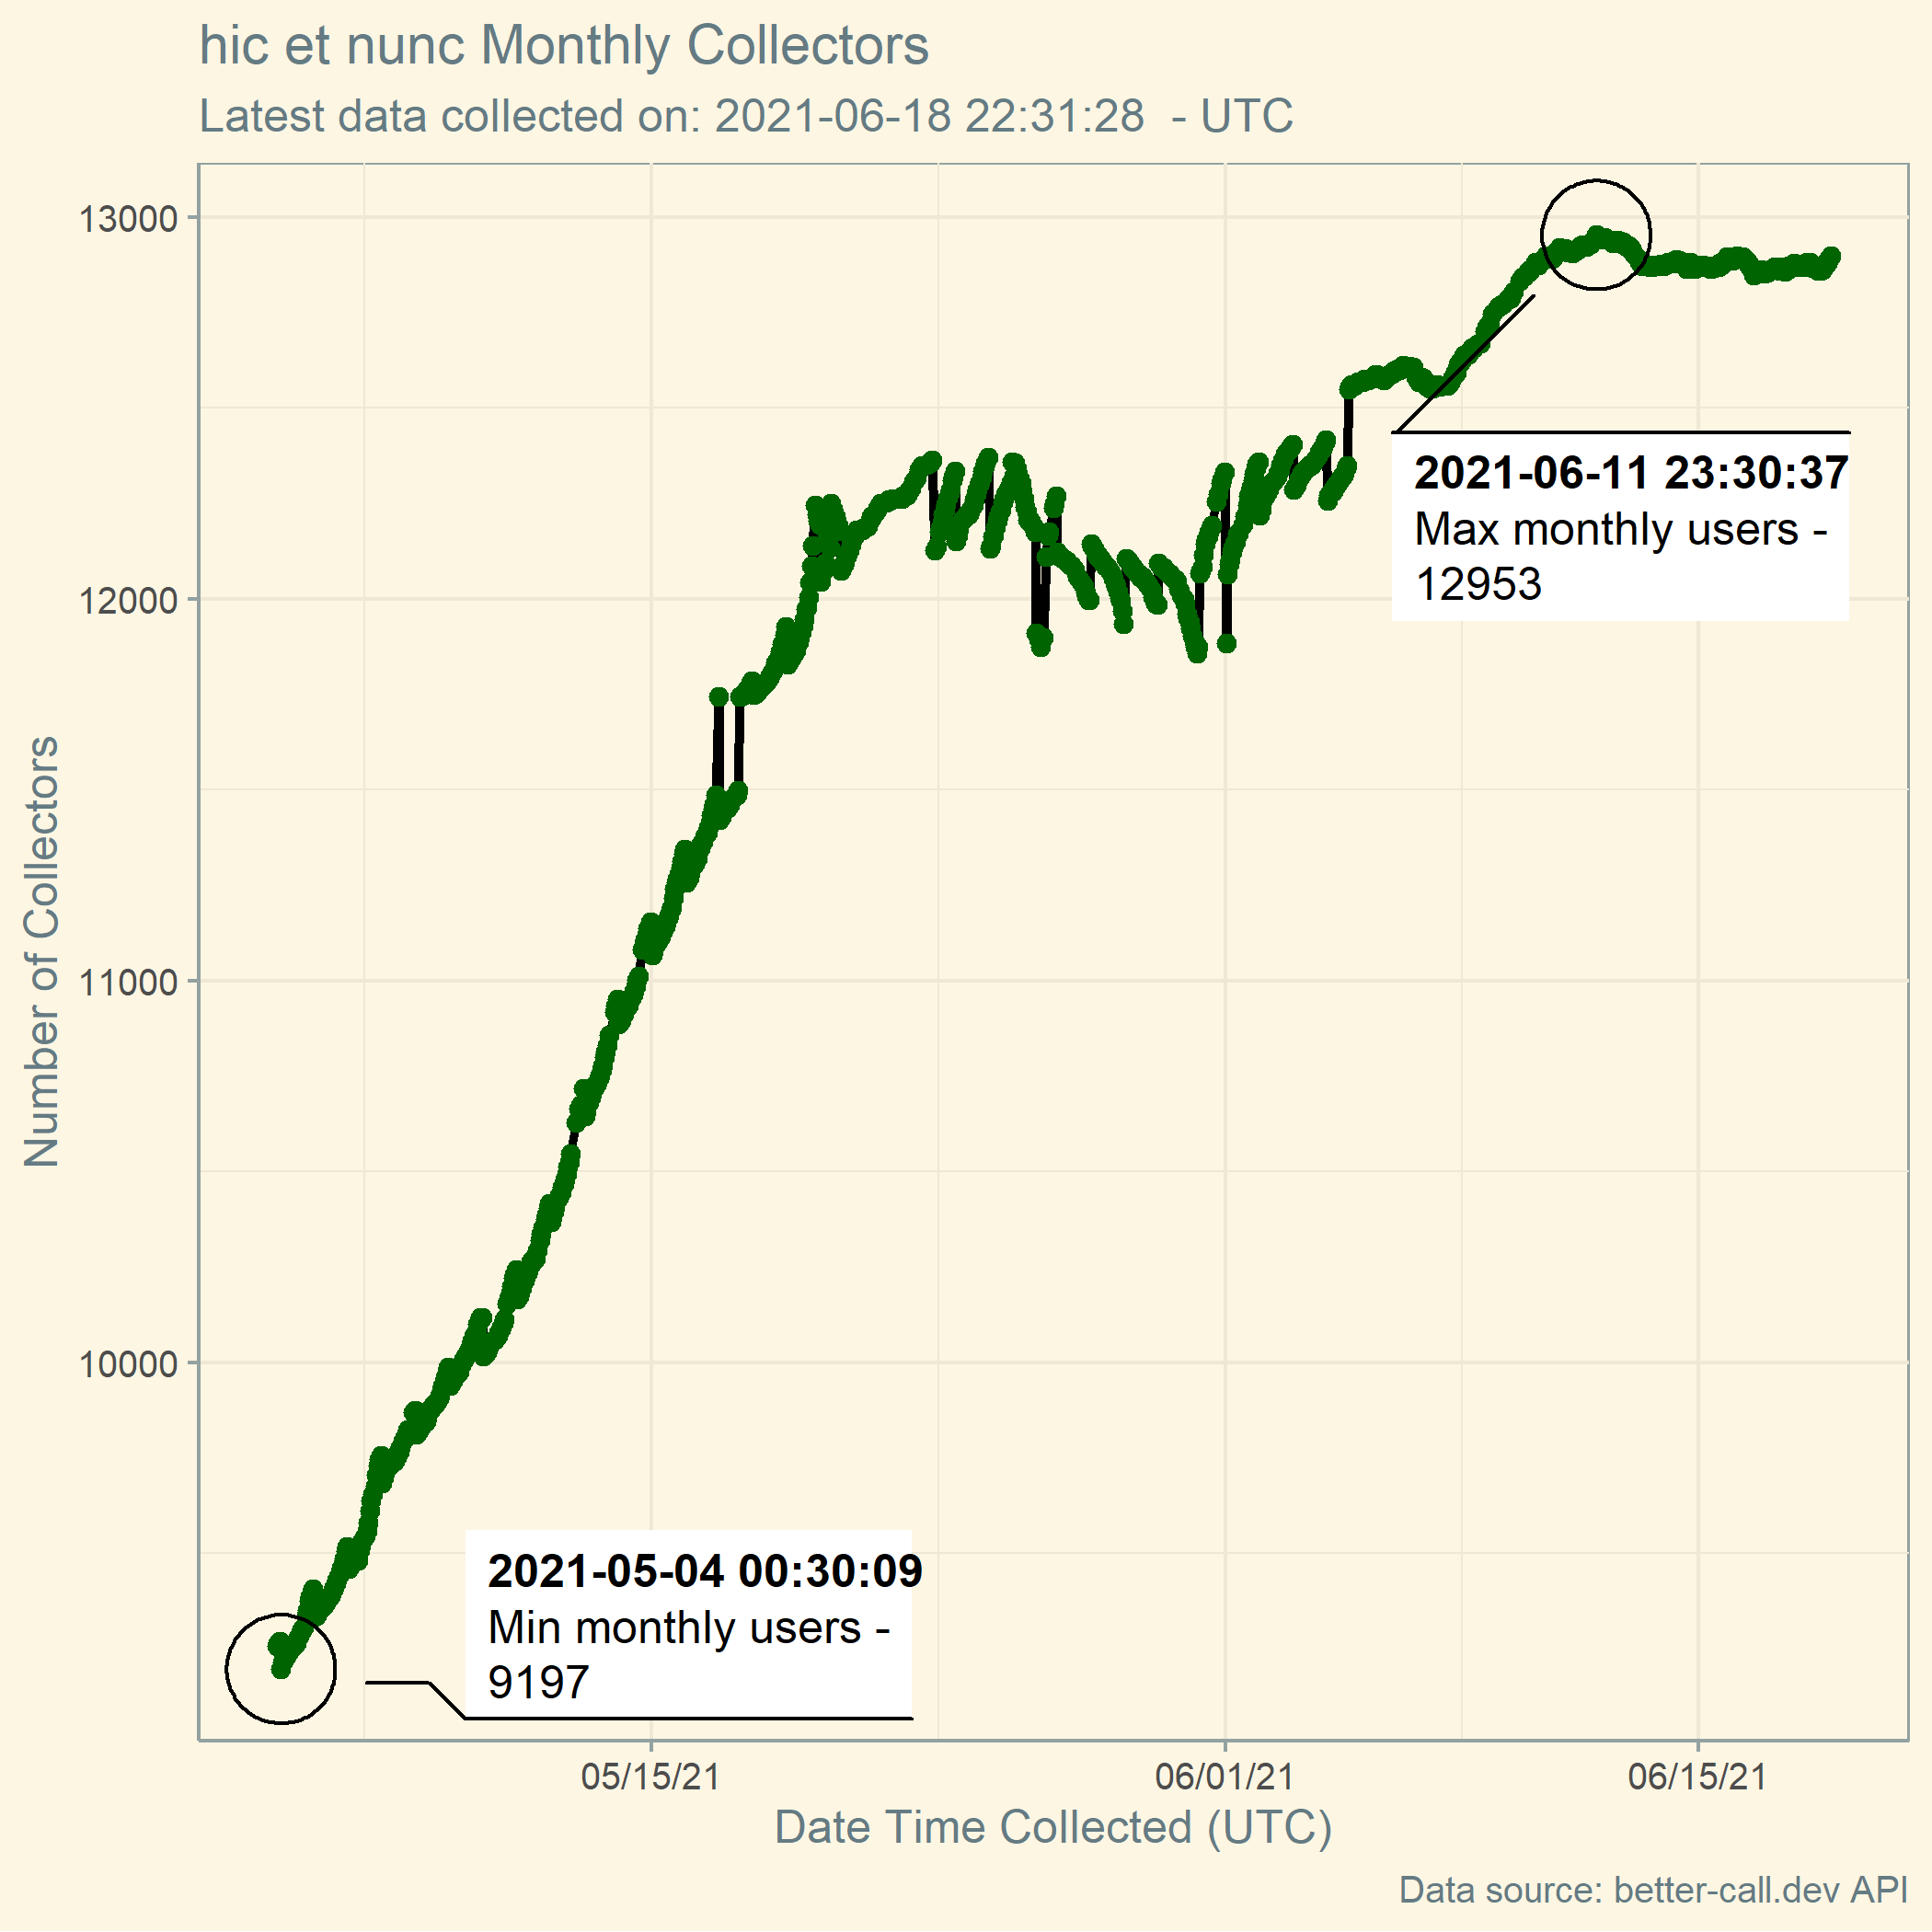 hic et nunc Monthly Collectors
Latest data collected on: 2021-06-18 22:31:28  - UTC
Number of Collectors
13000
12000
11000
10000
2021-06-11 23:30:37
Max monthly users -
12953
2021-05-04 00:30:09
Min monthly users -
9197
05/15/21
06/01/21
06/15/21
Date Time Collected (UTC)
Data source: better-call.dev API